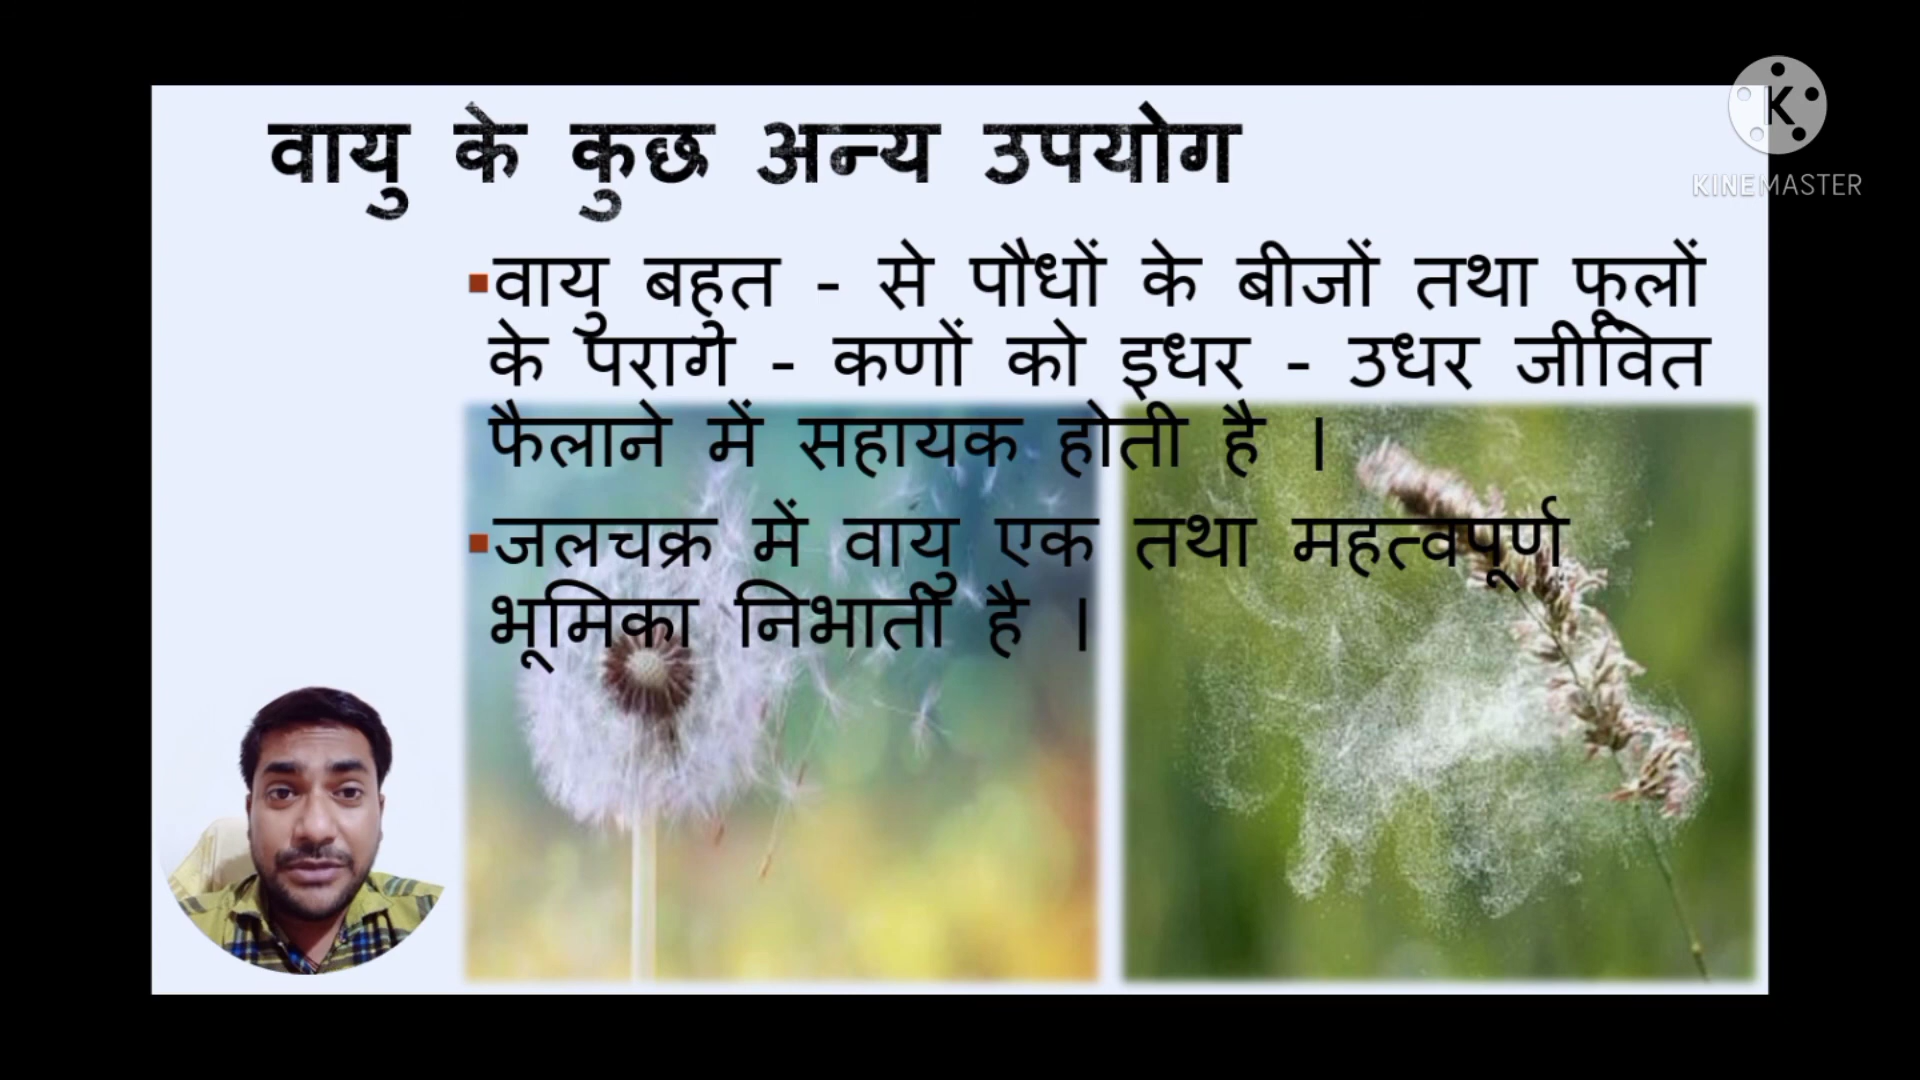 वायु के कुछ अन्य उपयोग
KINEMASTER
▪वायु बहुत - से पौधों के बीजों तथा फूलों
के परागे - कणों को इधर - उधर जीवित
फैलाने में सहायक होती है ।
▪जलचक्र में वायु एक तथा महत्वपूर्ण
भूमिका निभाती है ।